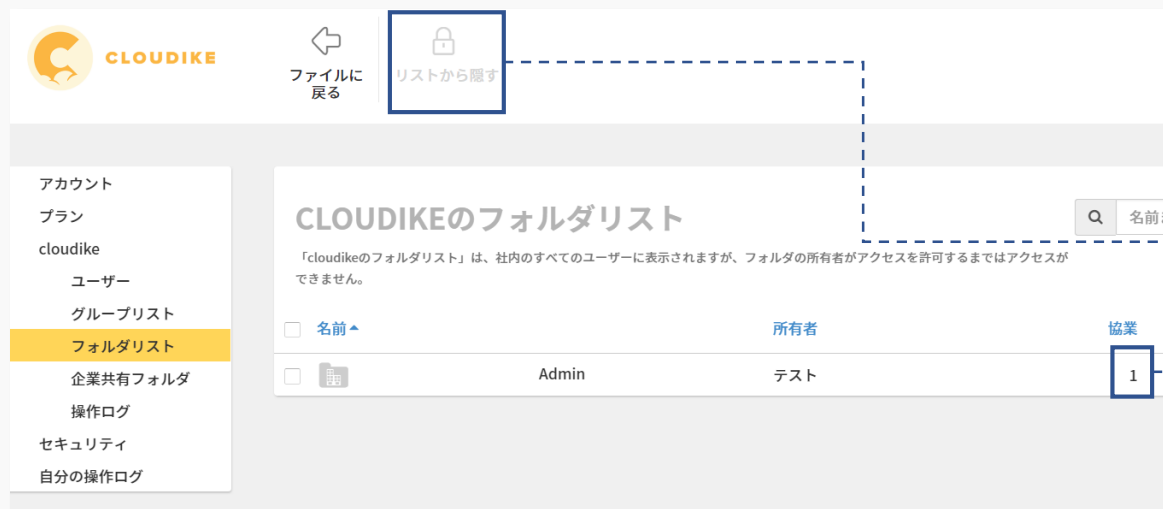 CLOUDIKE
ファイルに
戻る
リストから隠す
アカウント
プラン
cloudike
ユーザー
グループリスト
フォルダリスト
企業共有フォルダ
操作ログ
セキュリティ
自分の操作ログ
CLOUDIKEのフォルダリスト
名前
「cloudikeのフォルダリスト」は、社内のすべてのユーザーに表示されますが、フォルダの所有者がアクセスを許可するまではアクセスが
できません。
名前 所有者 協業
Admin テスト 1